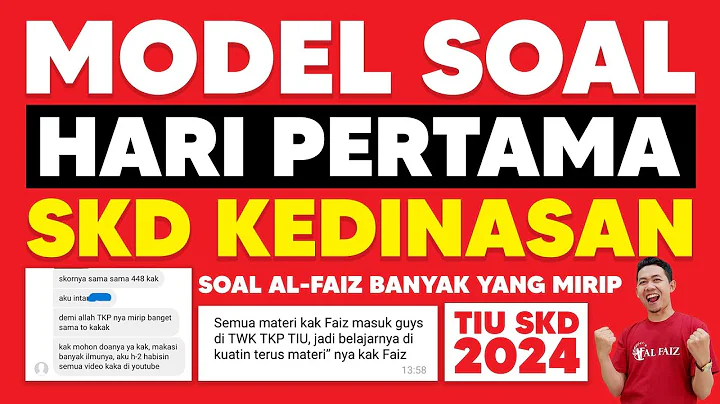 MODEL SOAL
HARI PERTAMA
SKD KEDINASAN
SOAL AL-FAIZ BANYAK YANG MIRIP
skornya sama sama 448 kak
aku intan
demi allah TKP nya mirip banget
sama to kakak
kak mohon doanya ya kak, makasi
banyak ilmunya, aku h-2 habisin
semua video kaka di youtube
Semua materi kak Faiz masuk guys
di TWK TKP TIU, jadi belajarnya di
kuatin terus materi” nya kak Faiz
13:58
TIU SKD
2024
AL FAIZ